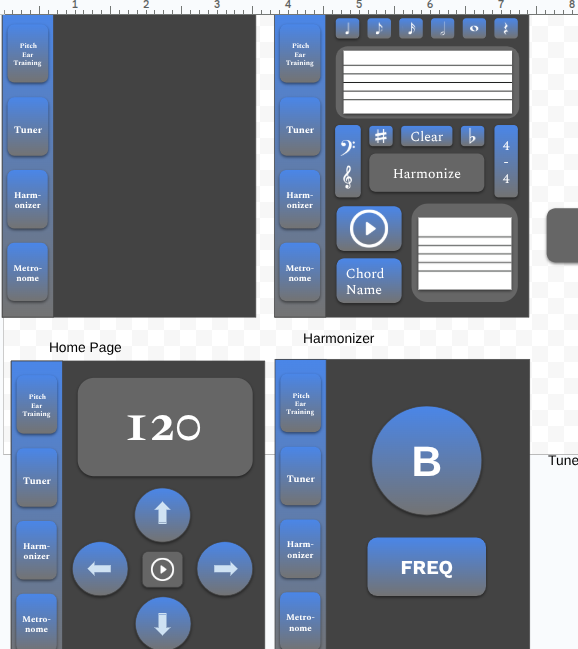 1 2 3 4 5 6 7 8
Pitch
Ear
Training
Tuner
Harm-
onizer
Metro-
nome
Home Page
Pitch
Ear
Training
Tuner
Harm-
onizer
Metro-
nome
Clear
4
-
4
Harmonize
Chord
Name
Harmonizer
Pitch
Ear
Training
Tuner
Harm-
onizer
Metro-
nome
120
Pitch
Ear
Training
Tuner
Harm-
onizer
Metro-
nome
B
FREQ
Tune